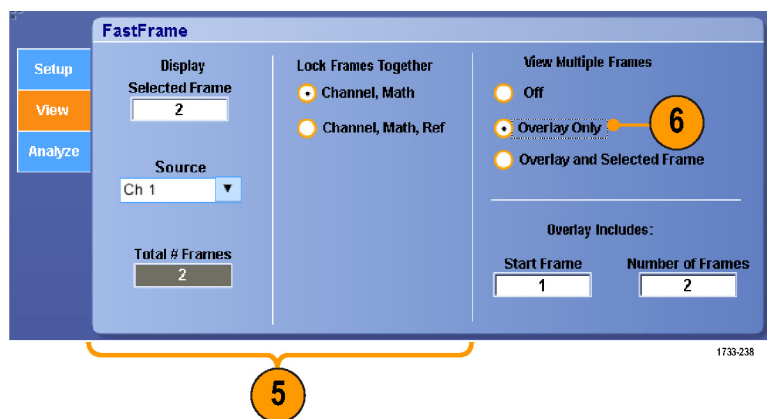 FastFrame
Setup
View
Analyze
Display
Selected Frame
2
Source
Ch 1
Total # Frames
2
Lock Frames Together
Channel, Math
Channel, Math, Ref
View Multiple Frames
Off
Overlay Only
6
Overlay and Selected Frame
Overlay Includes:
Start Frame
1
Number of Frames
2
1733-238
5